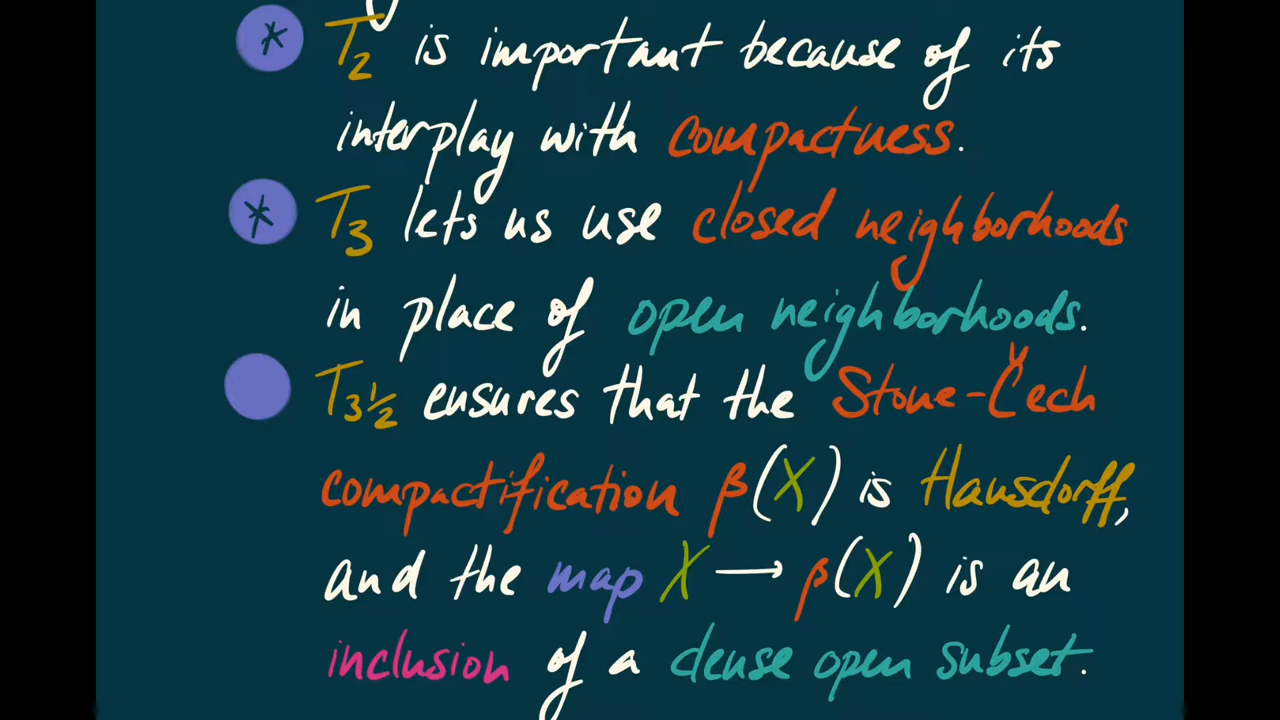 * T₂ is important because of its
interplay with compactness.
* T₃ lets us use closed neighborhoods
in place of open neighborhoods.
T₃½ ensures that the Stone-Čech
compactification β(X) is Hausdorff,
and the map X → β(X) is an
inclusion of a dense open subset.